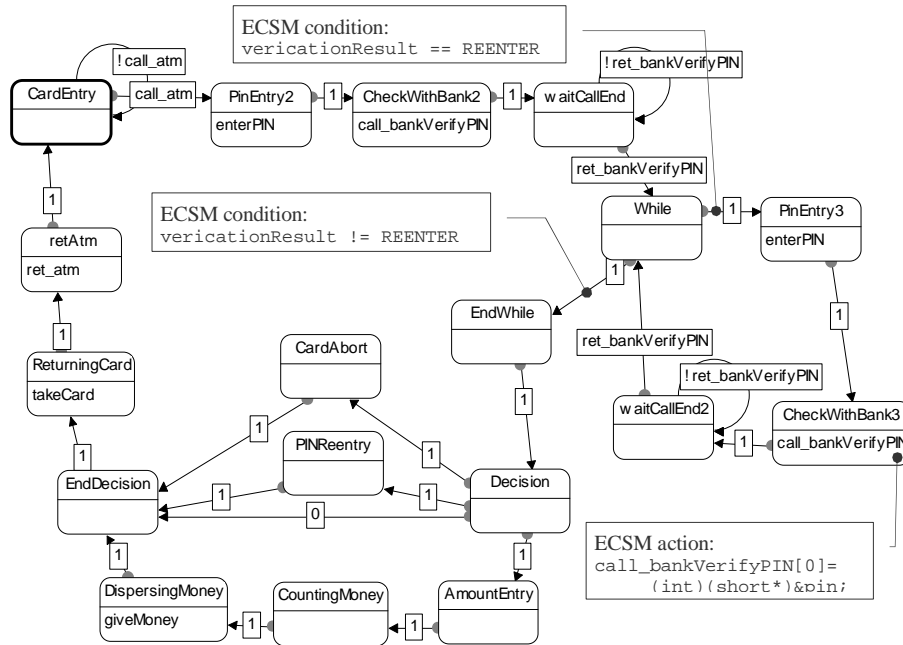 ECSM condition:
vericationResult == REENTER
! call_atm
! ret_bankVerifyPIN
CardEntry
call_atm
PinEntry2
enterPIN
1
CheckWithBank2
call_bankVerifyPIN
1
waitCallEnd
ret_bankVerifyPIN
1
ECSM condition:
vericationResult != REENTER
While
1
PinEntry3
enterPIN
retAtm
ret_atm
1
EndWhile
1
ret_bankVerifyPIN
1
CardAbort
! ret_bankVerifyPIN
ReturningCard
takeCard
waitCallEnd2
1
CheckWithBank3
call_bankVerifyPIN
1
1
PINReentry
1
1
EndDecision
1
1
0
Decision
ECSM action:
call_bankVerifyPIN[0]=
(int)(short*)&pin;
1
1
DispersingMoney
giveMoney
1
CountingMoney
1
AmountEntry